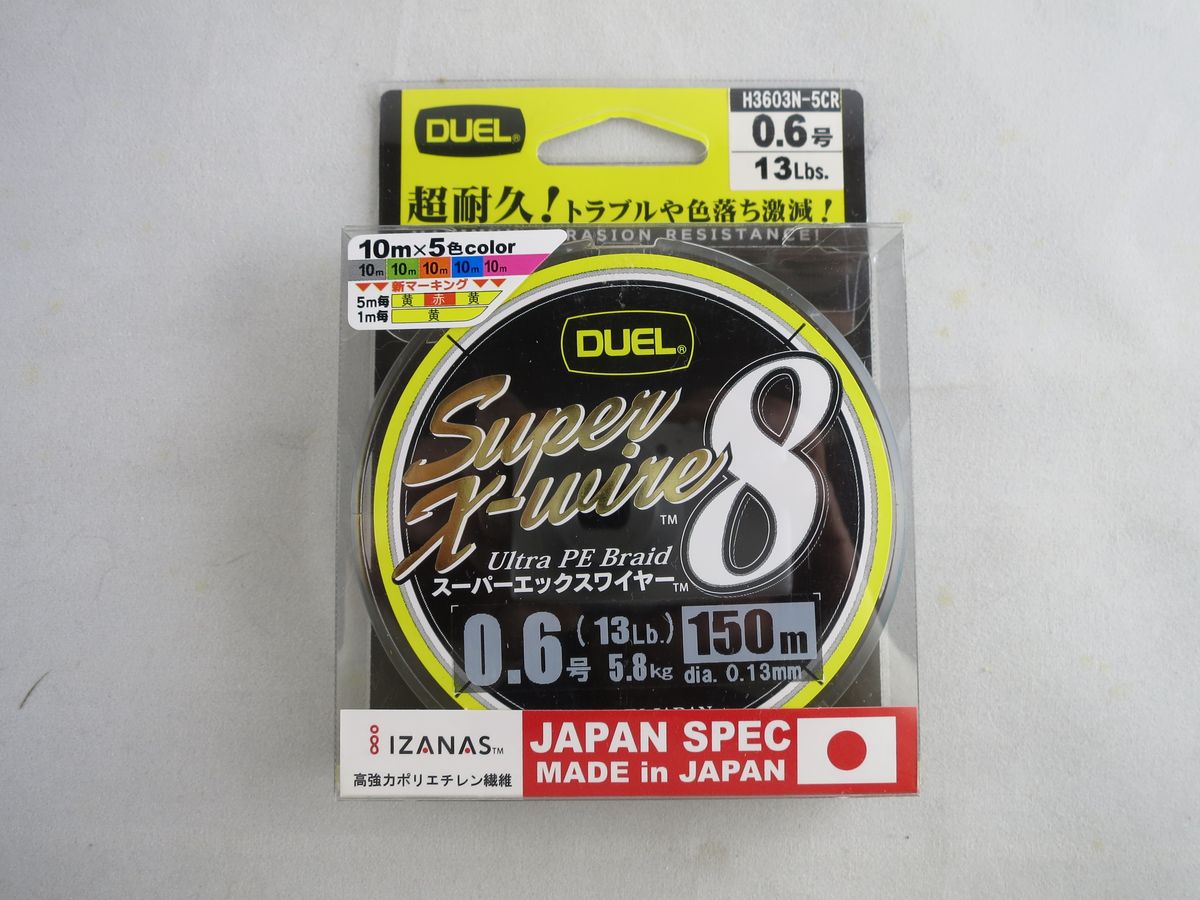 DUEL®
H3603N-5CR
0.6号
13Lbs.
超耐久！トラブルや色落ち激減！
RASION RESISTANCE!
10m×5色color
10m 10m 10m 10m 10m
▼▼新マーキング▼▼
5m毎 黄 赤 黄
1m毎 黄
DUEL®
Super
X-wire 8
TM
Ultra PE Braid
スーパーエックスワイヤー TM
0.6号 (13Lb.) 5.8kg
150m
dia. 0.13mm
IZANAS TM
高強力ポリエチレン繊維
JAPAN SPEC
MADE in JAPAN